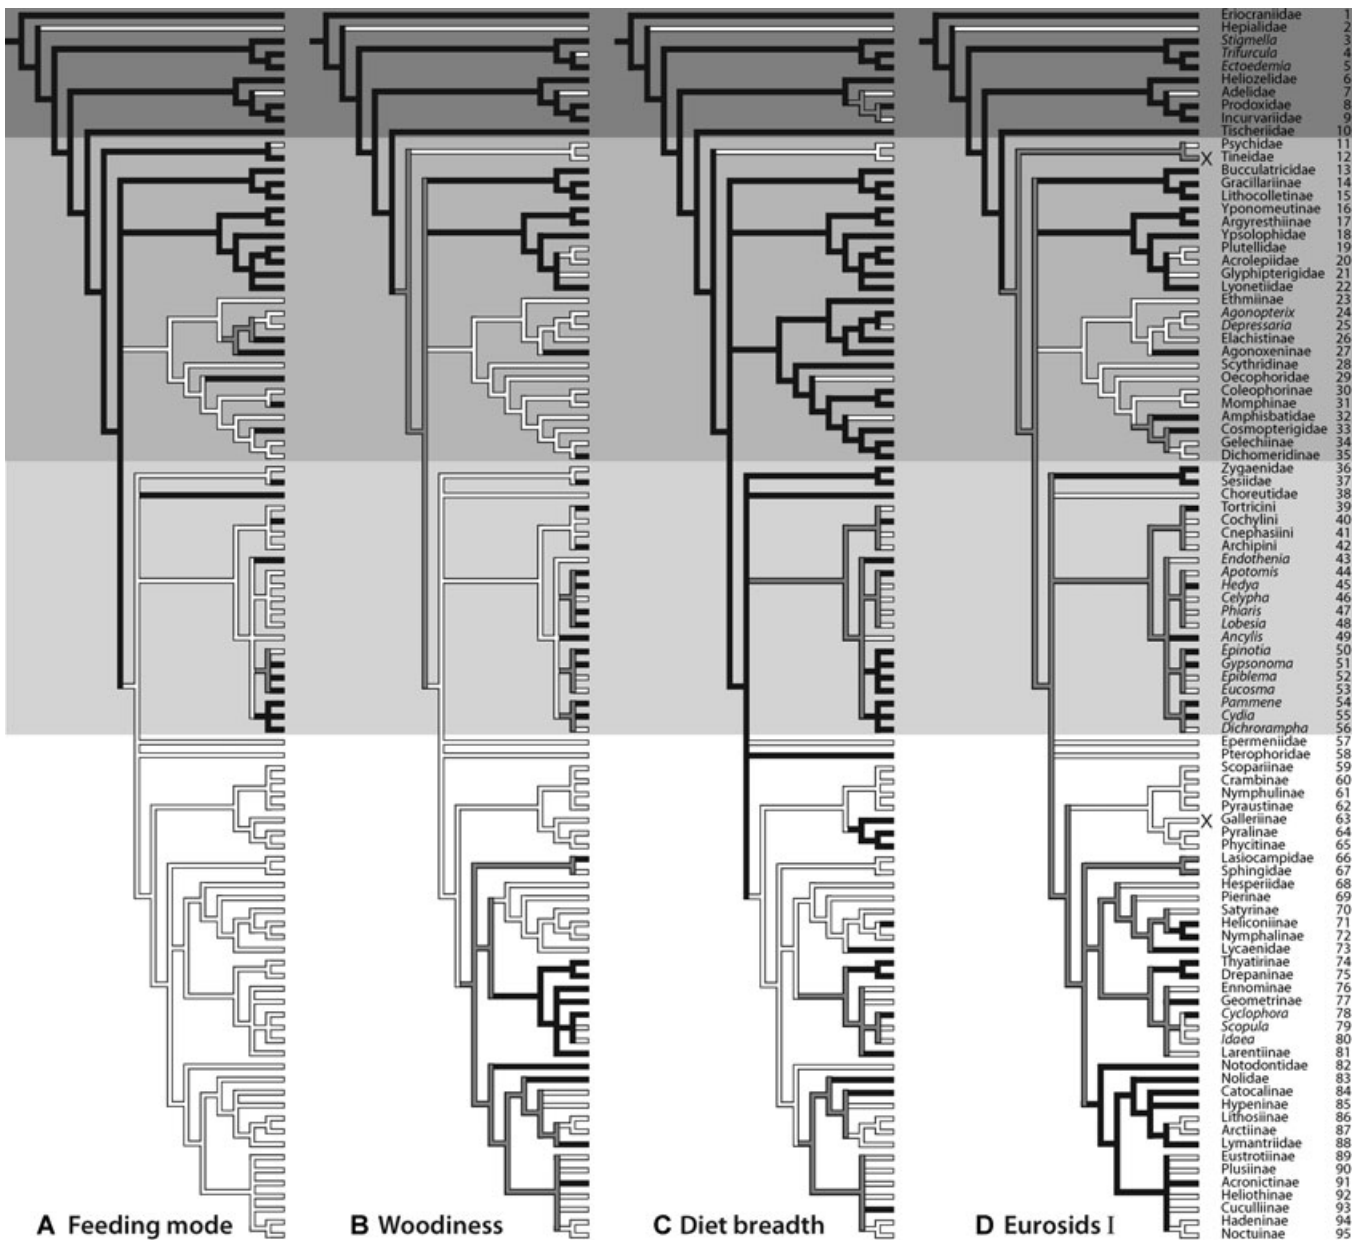 Eriocraniidae 1
Hepialidae 2
Stigmella 3
Trifurcula 4
Ectoedemia 5
Heliozelidae 6
Adelidae 7
Prodoxidae 8
Incurvariidae 9
Tischeriidae 10
Psychidae 11
X Tineidae 12
Bucculatricidae 13
Gracillariinae 14
Lithocolletinae 15
Yponomeutinae 16
Argyresthiinae 17
Ypsolophidae 18
Plutellidae 19
Acrolepiidae 20
Glyphipterigidae 21
Lyonetiidae 22
Ethmiinae 23
Agonopterix 24
Depressaria 25
Elachistinae 26
Agonoxeninae 27
Scythridinae 28
Oecophoridae 29
Coleophorinae 30
Momphinae 31
Amphisbatidae 32
Cosmopterigidae 33
Gelechiinae 34
Dichomeridinae 35
Zygaenidae 36
Sesiidae 37
Choreutidae 38
Tortricini 39
Cochylini 40
Cnephasiini 41
Archipini 42
Endothenia 43
Apotomis 44
Hedya 45
Celypha 46
Phiaris 47
Lobesia 48
Ancylis 49
Epinotia 50
Gypsonoma 51
Epiblema 52
Eucosma 53
Pammene 54
Cydia 55
Dichrorampha 56
Epermeniidae 57
Pterophoridae 58
Scopariinae 59
Crambinae 60
Nymphulinae 61
Pyraustinae 62
X Galleriinae 63
Pyralinae 64
Phycitinae 65
Lasiocampidae 66
Sphingidae 67
Hesperiidae 68
Pierinae 69
Satyrinae 70
Heliconiinae 71
Nymphalinae 72
Lycaenidae 73
Thyatirinae 74
Drepaninae 75
Ennominae 76
Geometrinae 77
Cyclophora 78
Scopula 79
Idaea 80
Larentiinae 81
Notodontidae 82
Nolidae 83
Catocalinae 84
Hypeninae 85
Lithosiinae 86
Arctiinae 87
Lymantriidae 88
Eustrotiinae 89
Plusiinae 90
Acronictinae 91
Heliothinae 92
Cuculliinae 93
Hadeninae 94
Noctuinae 95
A Feeding mode
B Woodiness
C Diet breadth
D Eurosids I